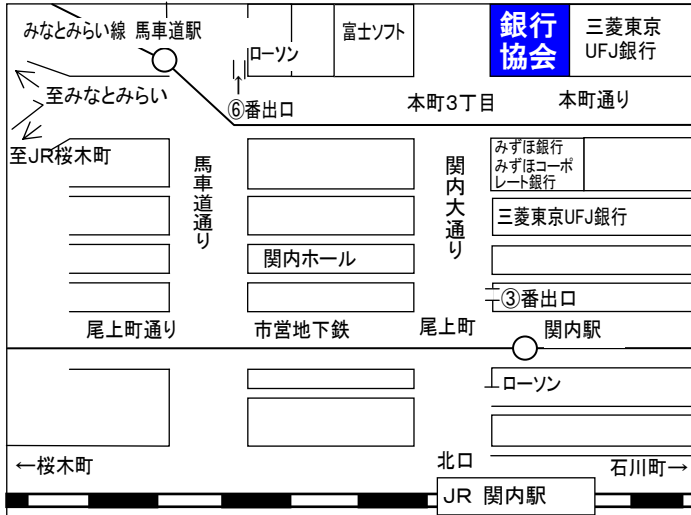 みなとみらい線 馬車道駅
ローソン
富士ソフト
銀行
協会
三菱東京
UFJ銀行
至みなとみらい
⑥番出口
本町3丁目
本町通り
至JR桜木町
馬車道通り
関内大通り
みずほ銀行
みずほコーポ
レート銀行
三菱東京UFJ銀行
関内ホール
③番出口
尾上町通り
市営地下鉄
尾上町
関内駅
ローソン
←桜木町
北口
石川町→
JR 関内駅